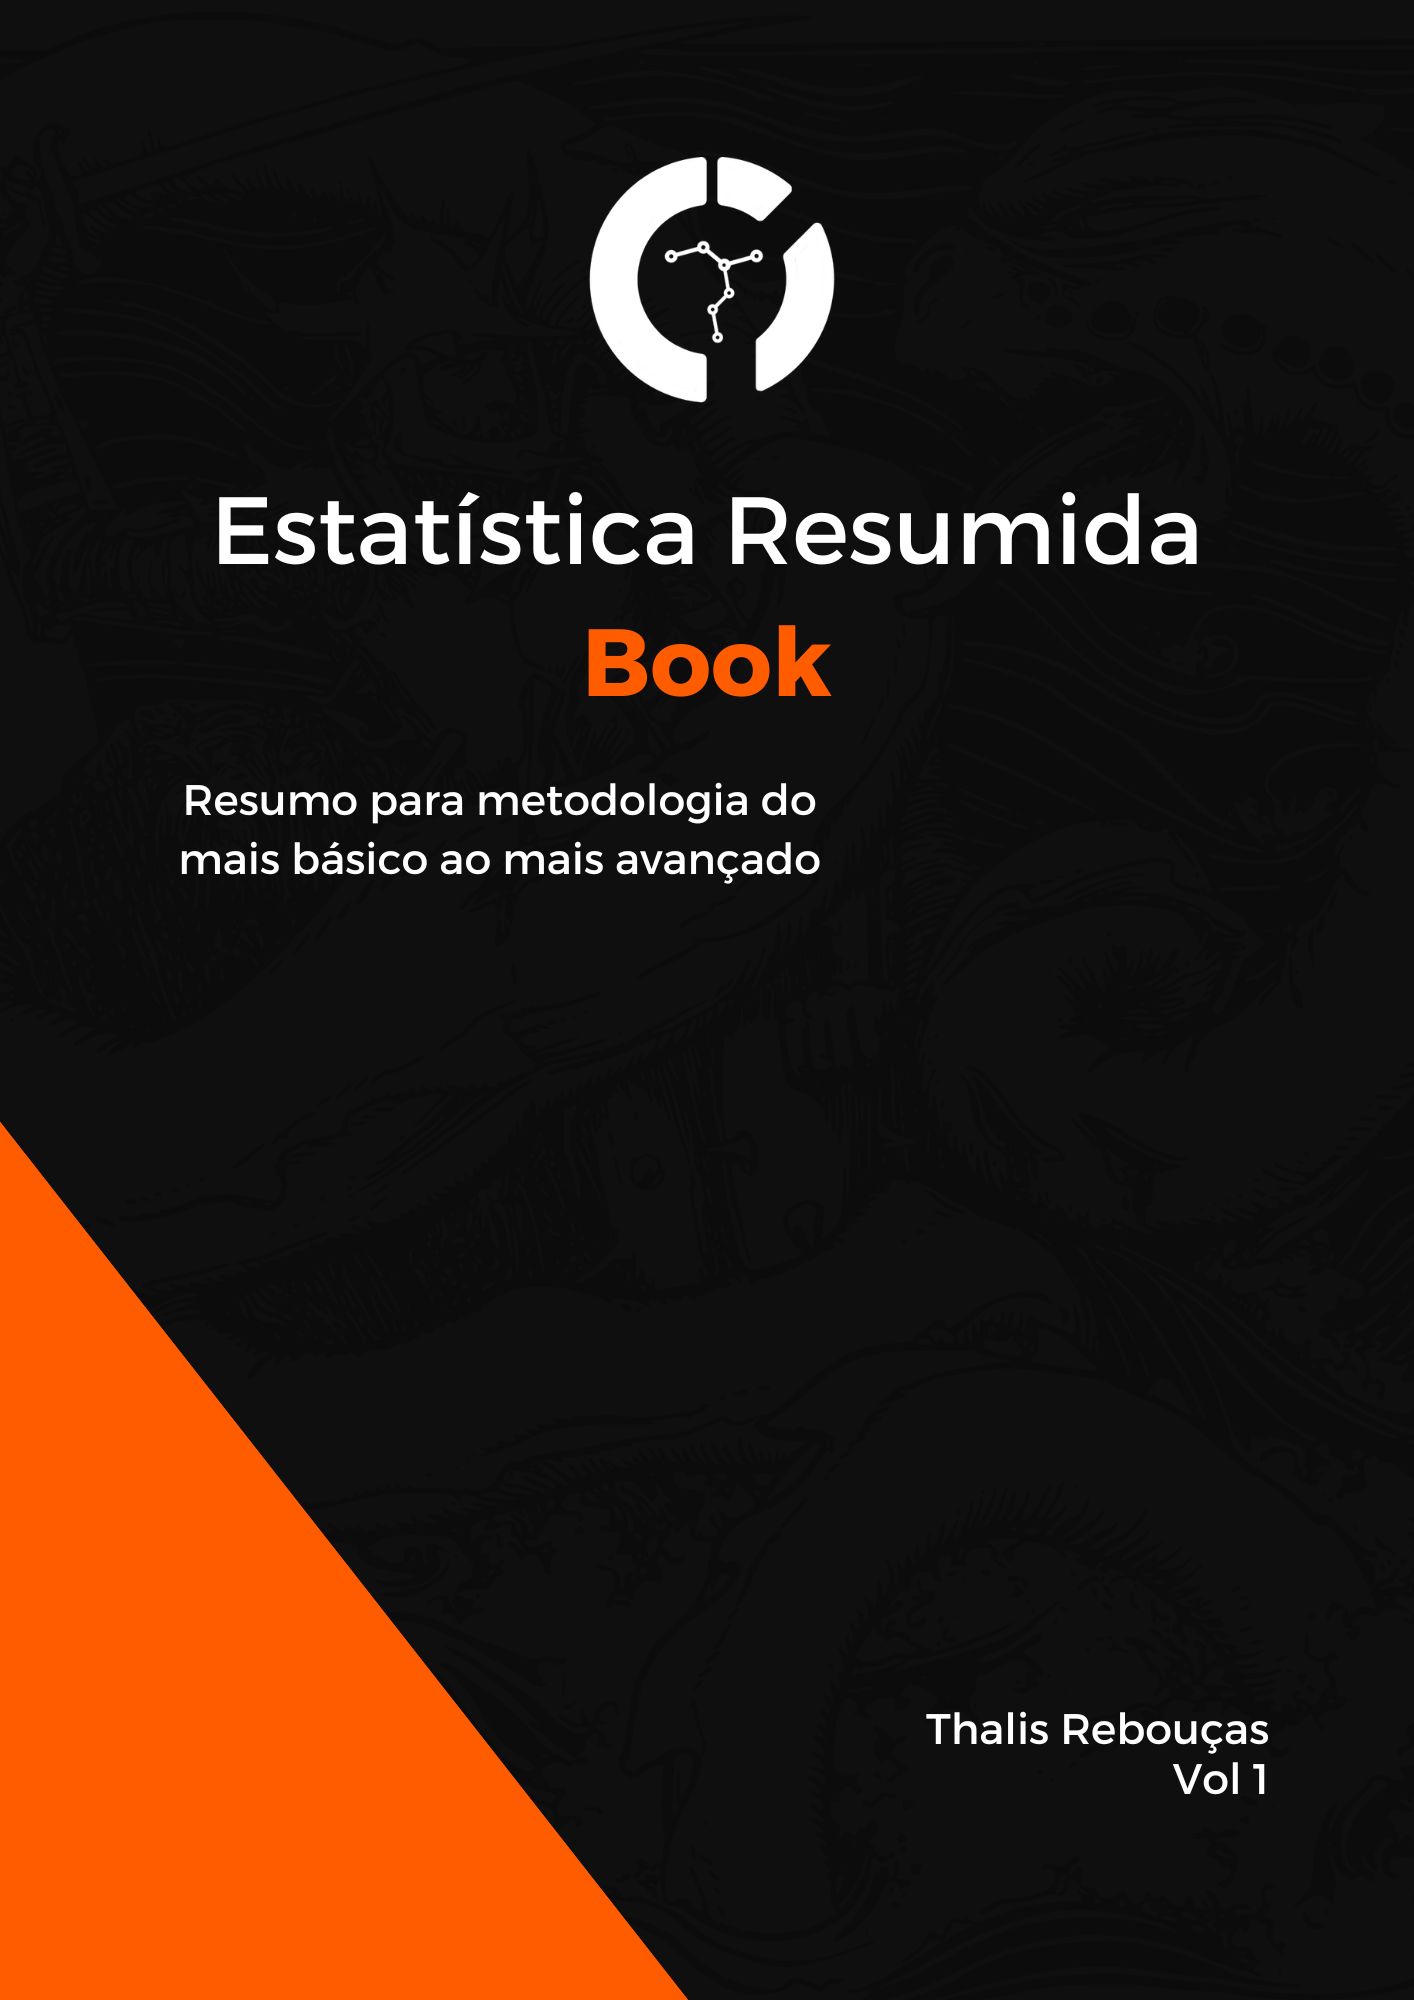 Estatística Resumida
Book
Resumo para metodologia do
mais básico ao mais avançado
Thalis Rebouças
Vol 1